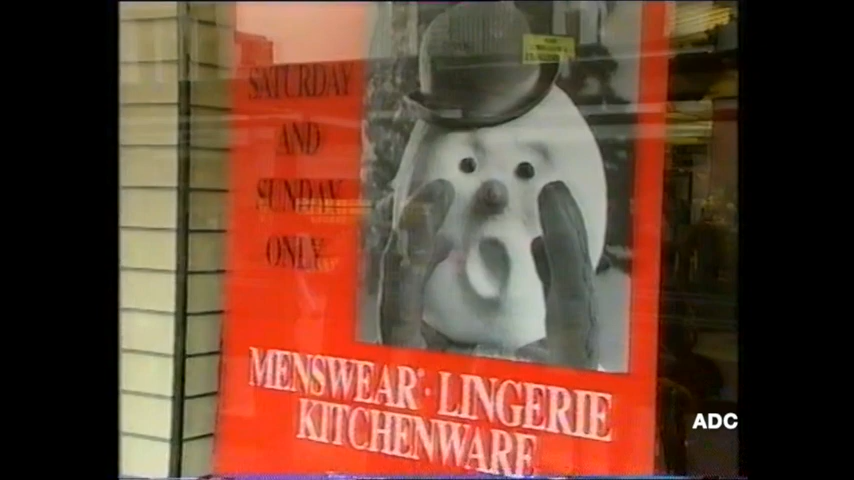 SATURDAY
AND
SUNDAY
ONLY
MENSWEAR · LINGERIE
KITCHENWARE
ADC